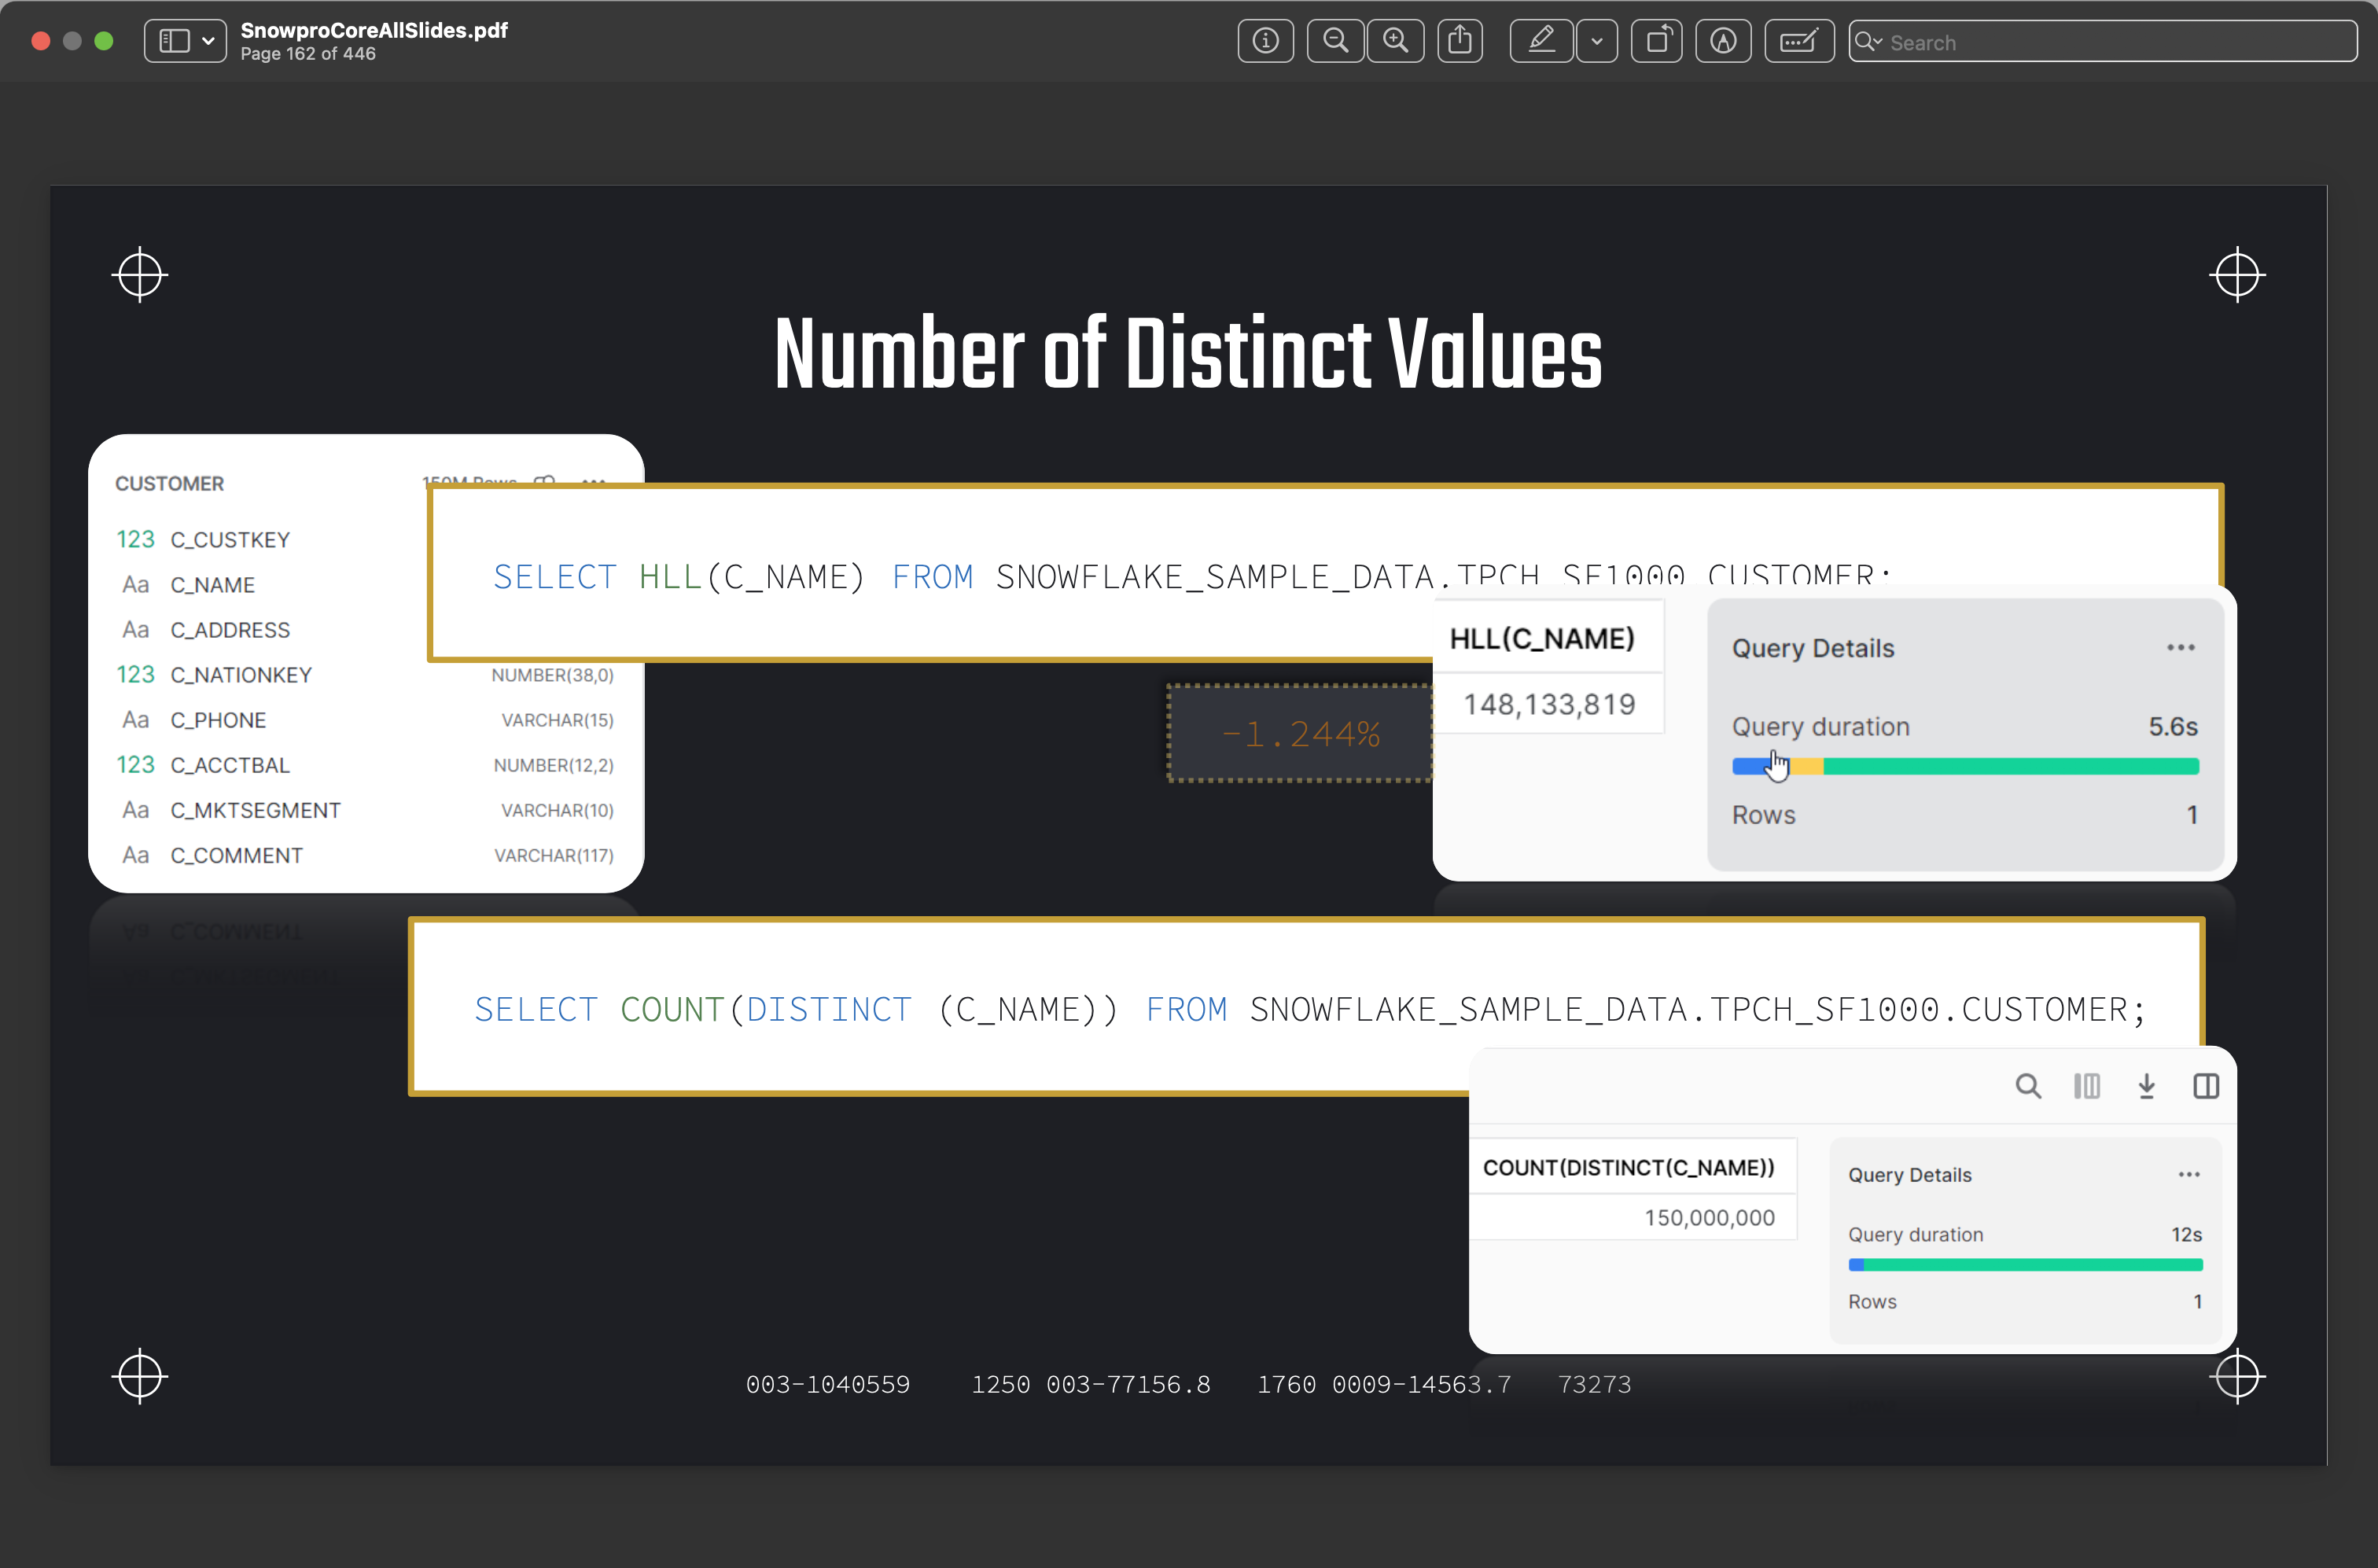 SnowproCoreAllSlides.pdf
Page 162 of 446
Search
Number of Distinct Values
CUSTOMER 150M Rows
123 C_CUSTKEY
Aa C_NAME
Aa C_ADDRESS
123 C_NATIONKEY NUMBER(38,0)
Aa C_PHONE VARCHAR(15)
123 C_ACCTBAL NUMBER(12,2)
Aa C_MKTSEGMENT VARCHAR(10)
Aa C_COMMENT VARCHAR(117)
SELECT HLL(C_NAME) FROM SNOWFLAKE_SAMPLE_DATA.TPCH_SF1000.CUSTOMER;
-1.244%
HLL(C_NAME)
148,133,819
Query Details
Query duration 5.6s
Rows 1
SELECT COUNT(DISTINCT (C_NAME)) FROM SNOWFLAKE_SAMPLE_DATA.TPCH_SF1000.CUSTOMER;
COUNT(DISTINCT(C_NAME))
150,000,000
Query Details
Query duration 12s
Rows 1
003-1040559 1250 003-77156.8 1760 0009-14563.7 73273